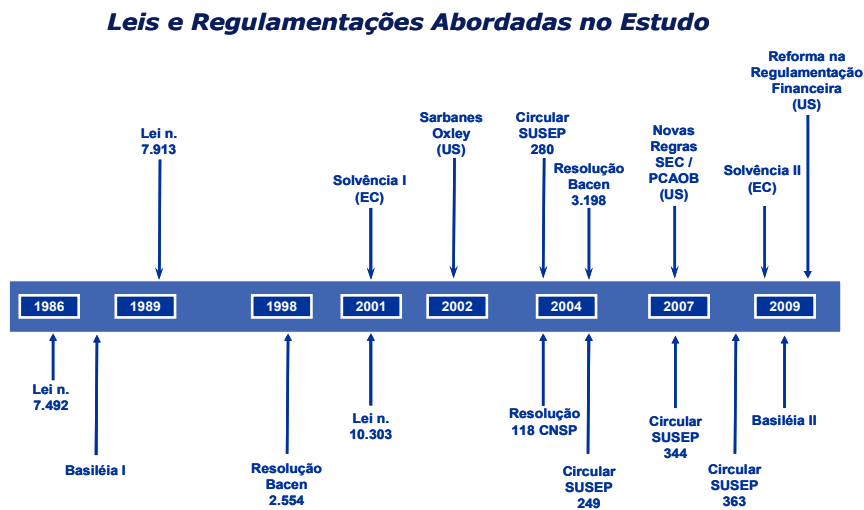 Leis e Regulamentações Abordadas no Estudo
Reforma na
Regulamentação
Financeira
(US)
Lei n.
7.913
Solvência I
(EC)
Sarbanes
Oxley
(US)
Circular
SUSEP
280
Resolução
Bacen
3.198
Novas
Regras
SEC /
PCAOB
(US)
Solvência II
(EC)
1986
1989
1998
2001
2002
2004
2007
2009
Lei n.
7.492
Basiléia I
Resolução
Bacen
2.554
Lei n.
10.303
Resolução
118 CNSP
Circular
SUSEP
249
Circular
SUSEP
344
Circular
SUSEP
363
Basiléia II